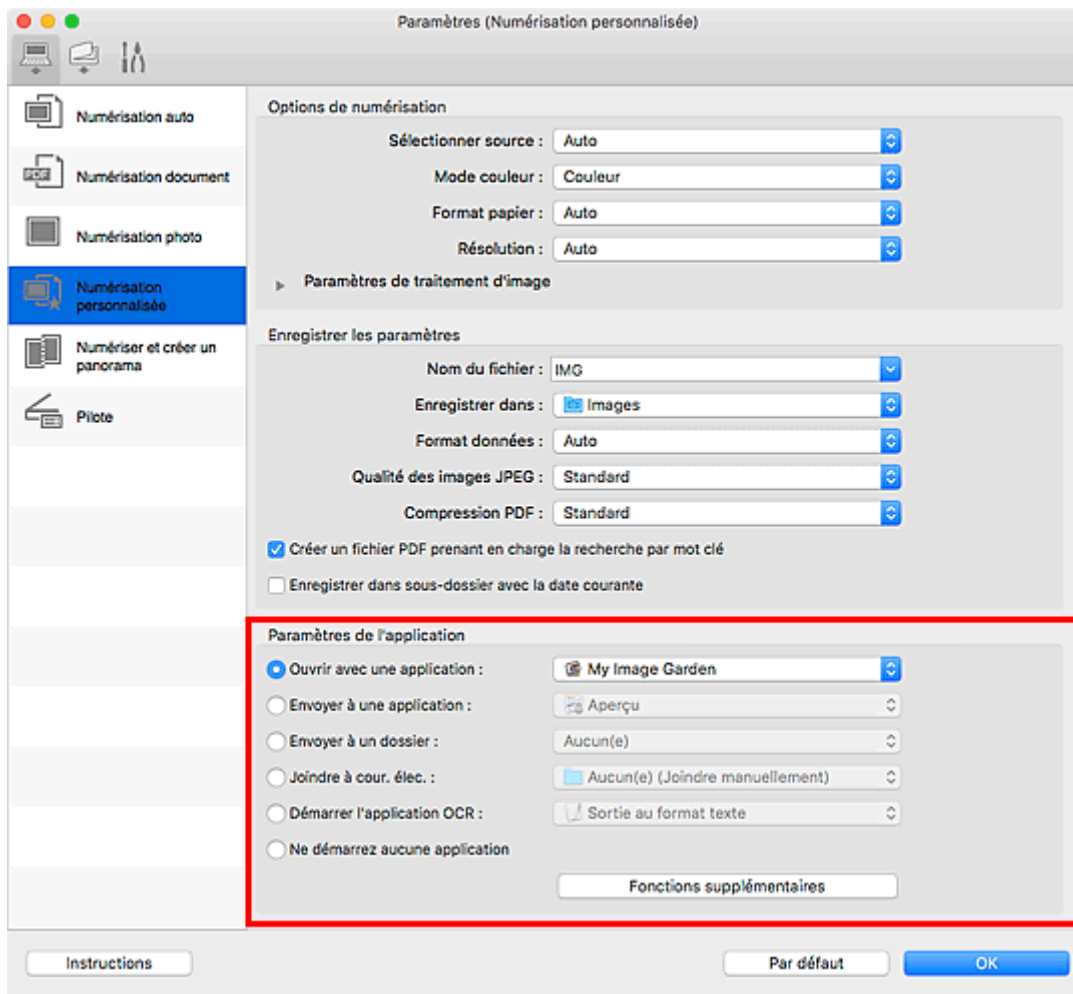 Paramètres (Numérisation personnalisée)
Numérisation auto
PDF
Numérisation document
Numérisation photo
Numérisation
personnalisée
Numériser et créer un
panorama
Pilote
Options de numérisation
Sélectionner source : Auto
Mode couleur : Couleur
Format papier : Auto
Résolution : Auto
Paramètres de traitement d'image
Enregistrer les paramètres
Nom du fichier : IMG
Enregistrer dans : Images
Format données : Auto
Qualité des images JPEG : Standard
Compression PDF : Standard
Créer un fichier PDF prenant en charge la recherche par mot clé
Enregistrer dans sous-dossier avec la date courante
Paramètres de l'application
Ouvrir avec une application : My Image Garden
Envoyer à une application : Aperçu
Envoyer à un dossier : Aucun(e)
Joindre à cour. élec. : Aucun(e) (Joindre manuellement)
Démarrer l'application OCR : Sortie au format texte
Ne démarrez aucune application
Fonctions supplémentaires
Instructions
Par défaut
OK